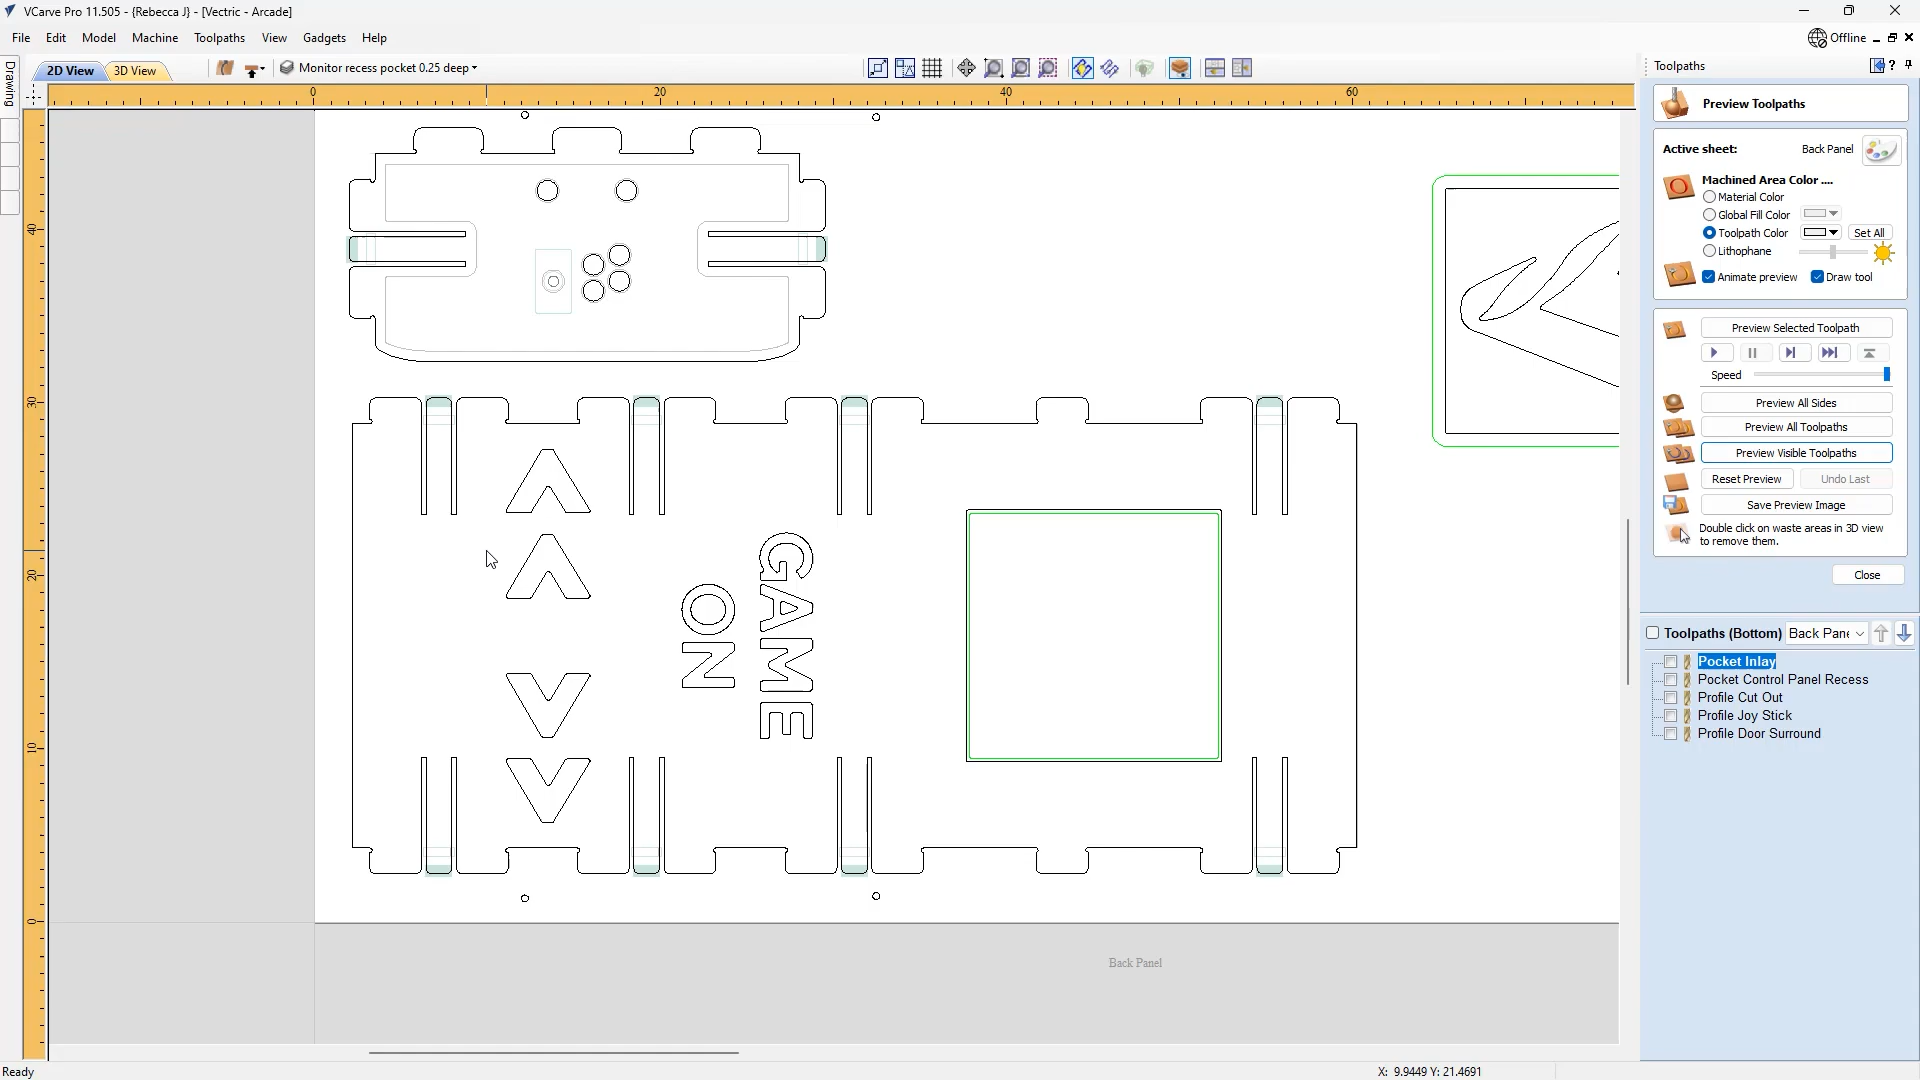 VCarve Pro 11.505 - {Rebecca J} - [Vectric - Arcade]
File Edit Model Machine Toolpaths View Gadgets Help
Offline
Drawing
2D View 3D View
Monitor recess pocket 0.25 deep
0 20 40 60
40
30
20
10
0
GAME
ON
Back Panel
Toolpaths
Preview Toolpaths
Active sheet: Back Panel
Machined Area Color ....
Material Color
Global Fill Color
Toolpath Color Set All
Lithophane
Animate preview Draw tool
Preview Selected Toolpath
Speed
Preview All Sides
Preview All Toolpaths
Preview Visible Toolpaths
Reset Preview Undo Last
Save Preview Image
Double click on waste areas in 3D view
to remove them.
Close
Toolpaths (Bottom) Back Pane
Pocket Inlay
Pocket Control Panel Recess
Profile Cut Out
Profile Joy Stick
Profile Door Surround
Ready
X: 9.9449 Y: 21.4691